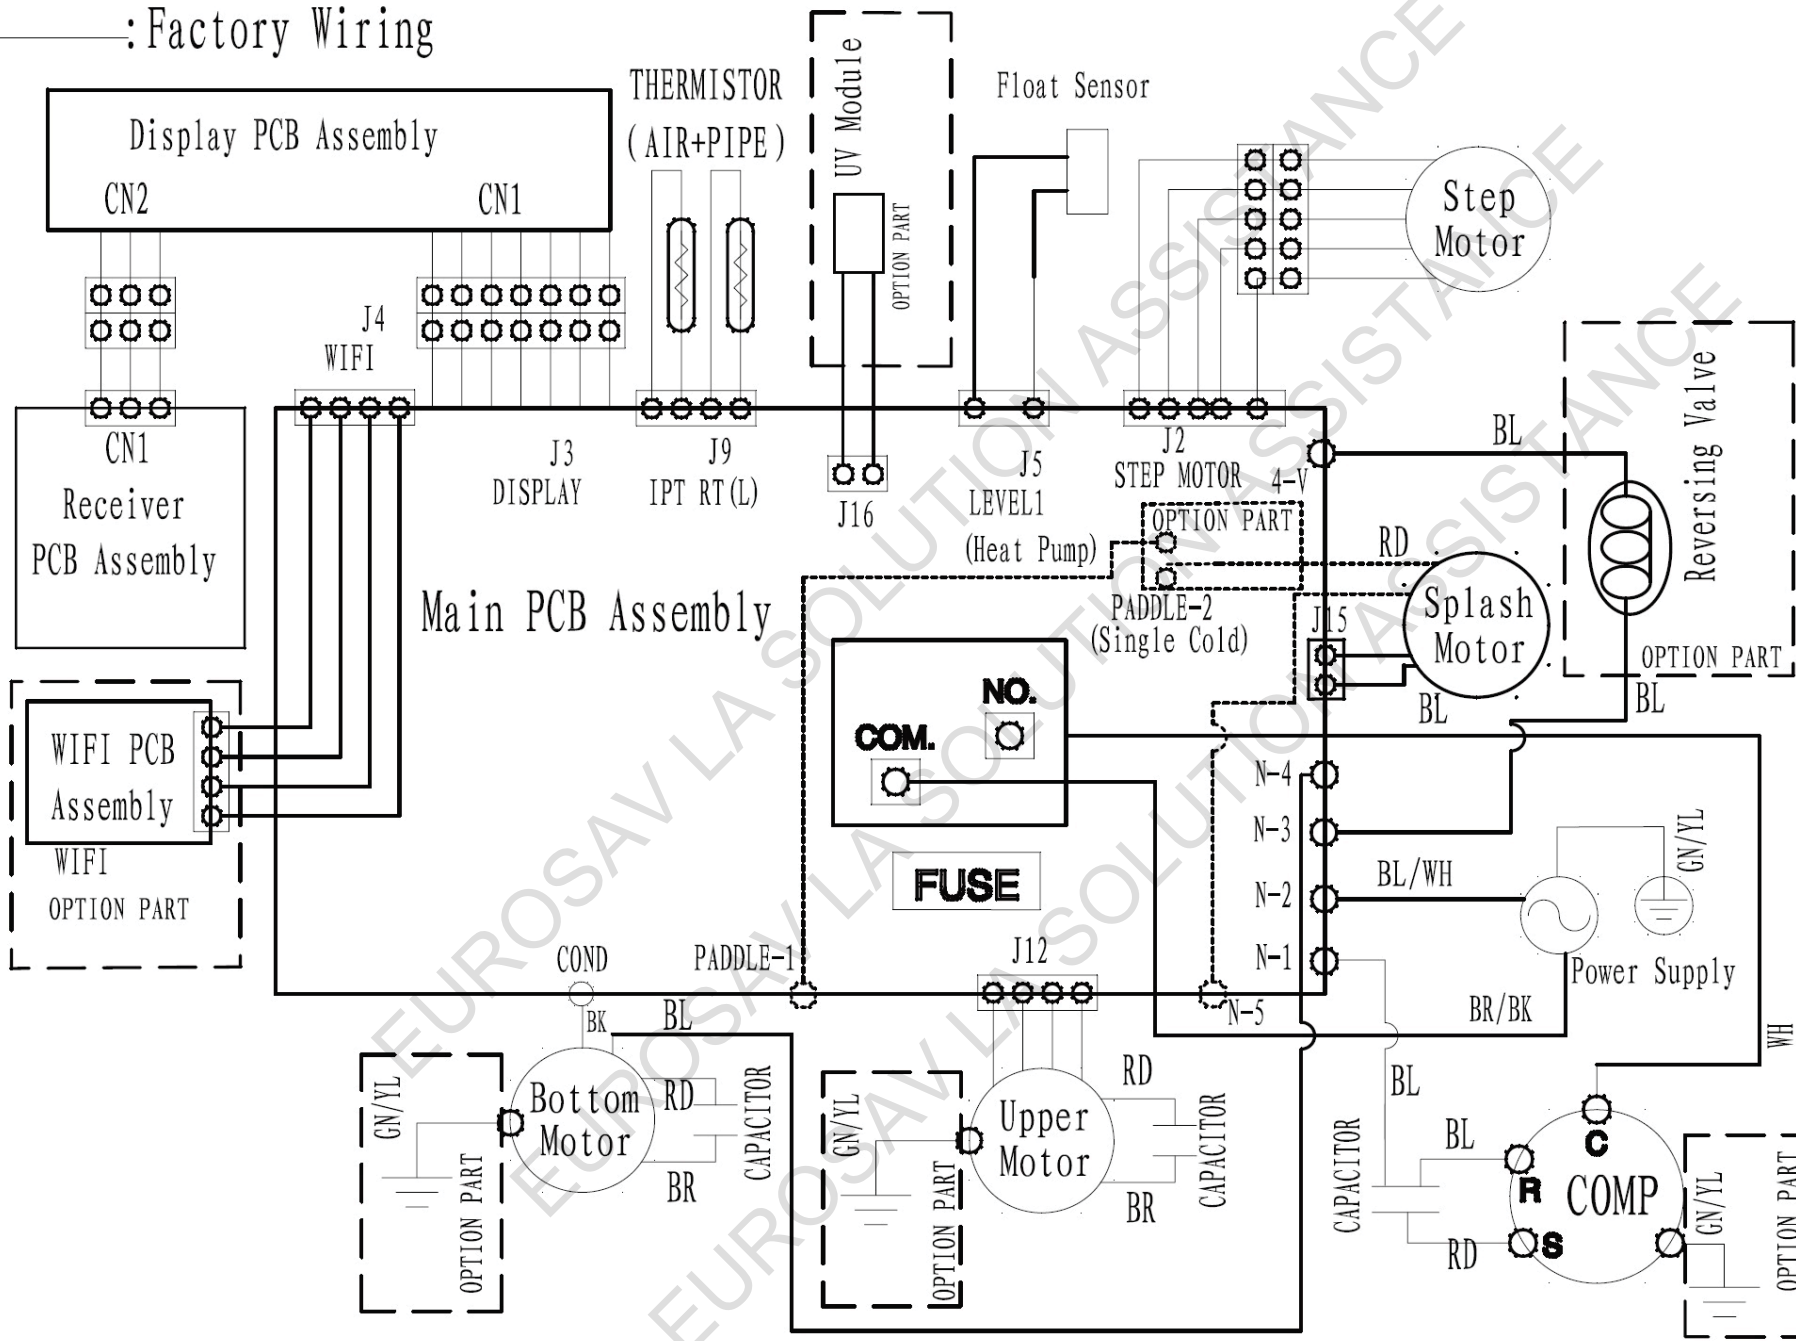 : Factory Wiring
Display PCB Assembly
CN2
CN1
THERMISTOR
(AIR+PIPE)
UV Module
OPTION PART
Float Sensor
Step
Motor
J4
WIFI
CN1
Receiver
PCB Assembly
J3
DISPLAY
J9
IPT RT(L)
J16
J5
LEVEL1
J2
STEP MOTOR
4-V
BL
Reversing Valve
OPTION PART
BL
OPTION PART
(Heat Pump)
PADDLE-2
(Single Cold)
RD
Splash
Motor
J15
BL
Main PCB Assembly
NO.
COM.
FUSE
WIFI PCB
Assembly
WIFI
OPTION PART
N-4
N-3
N-2
N-1
N-5
BL/WH
GN/YL
Power Supply
BR/BK
WH
COND
BK
BL
PADDLE-1
J12
GN/YL
OPTION PART
Bottom
Motor
RD
BR
CAPACITOR
GN/YL
OPTION PART
Upper
Motor
RD
BR
CAPACITOR
BL
CAPACITOR
BL
RD
C
R
S
COMP
GN/YL
OPTION PART
EUROSAV LA SOLUTION ASSISTANCE
EUROSAV LA SOLUTION ASSISTANCE
EUROSAV LA SOLUTION ASSISTANCE